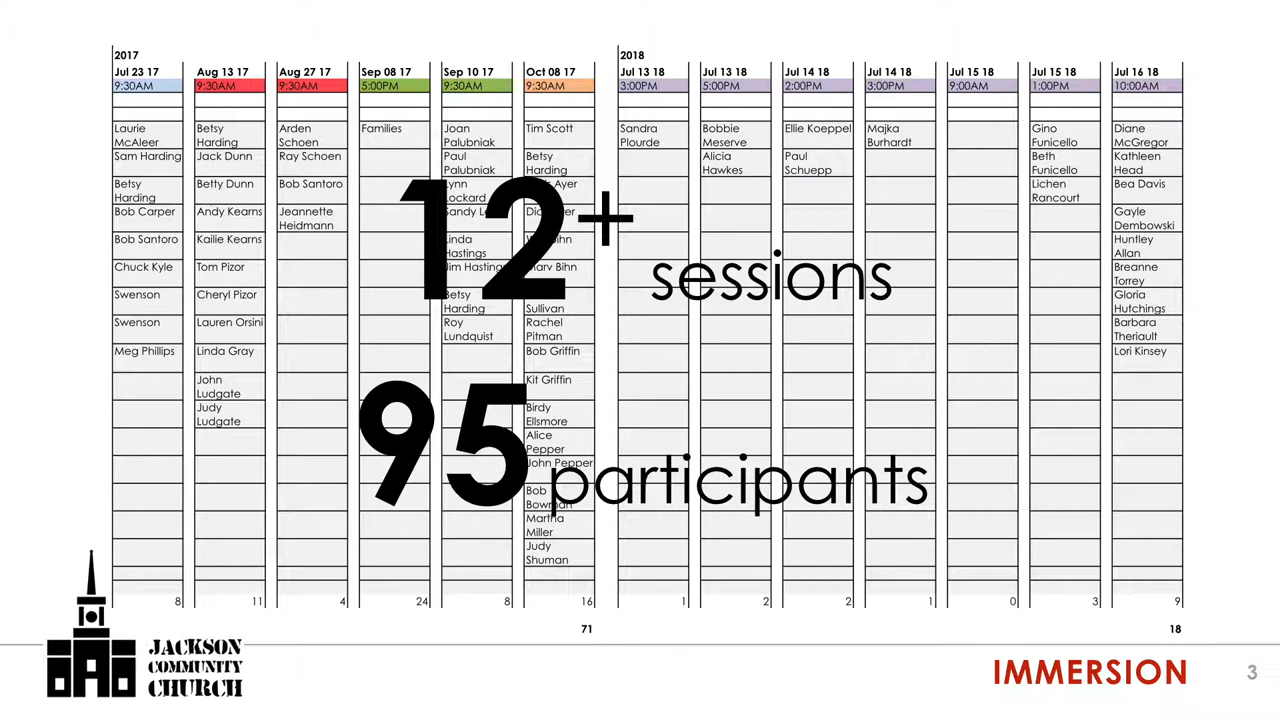 2017
2018
Jul 23 17
Aug 13 17
Aug 27 17
Sep 08 17
Sep 10 17
Oct 08 17
Jul 13 18
Jul 13 18
Jul 14 18
Jul 14 18
Jul 15 18
Jul 15 18
Jul 16 18
9:30AM
9:30AM
9:30AM
5:00PM
9:30AM
9:30AM
3:00PM
5:00PM
2:00PM
3:00PM
9:00AM
1:00PM
10:00AM
Laurie
McAleer
Sam Harding
Betsy
Harding
Bob Carper
Bob Santoro
Chuck Kyle
Swenson
Swenson
Meg Phillips
8
Betsy
Harding
Jack Dunn
Betty Dunn
Andy Kearns
Kailie Kearns
Tom Pizor
Cheryl Pizor
Lauren Orsini
Linda Gray
John
Ludgate
Judy
Ludgate
11
Arden
Schoen
Ray Schoen
Bob Santoro
Jeannette
Heidmann
4
Families
24
Joan
Palubniak
Paul
Palubniak
Lynn
Lockard
Sandy
Linda
Hastings
Jim Hastings
Betsy
Harding
Roy
Lundquist
8
Tim Scott
Betsy
Harding
Ayer
Marv Bihn
Sullivan
Rachel
Pitman
Bob Griffin
Kit Griffin
Birdy
Ellsmore
Alice
Pepper
John Pepper
Bob
Bowman
Martha
Miller
Judy
Shuman
16
71
Sandra
Plourde
1
Bobbie
Meserve
Alicia
Hawkes
2
Ellie Koeppel
Paul
Schuepp
2
Majka
Burhardt
1
0
Gino
Funicello
Beth
Funicello
Lichen
Rancourt
3
Diane
McGregor
Kathleen
Head
Bea Davis
Gayle
Dembowski
Huntley
Allan
Breanne
Torrey
Gloria
Hutchings
Barbara
Theriault
Lori Kinsey
9
18
12+ sessions
95 participants
JACKSON
COMMUNITY
CHURCH
IMMERSION
3